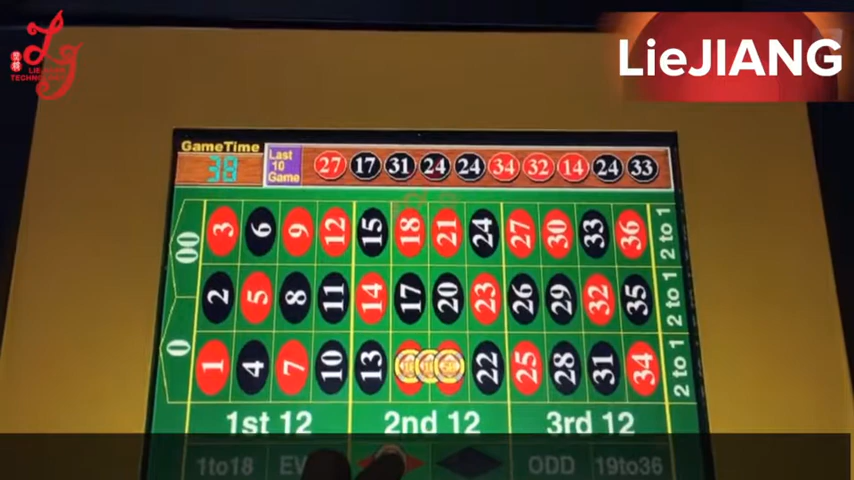 LieJIANG
LIEJIANG
TECHNOLOGY
GameTime
38
Last
10
Game
27 17 31 24 24 34 32 14 24 33
00 3 6 9 12 15 18 21 24 27 30 33 36 2 to 1
2 5 8 11 14 17 20 23 26 29 32 35 2 to 1
0 1 4 7 10 13 22 25 28 31 34 2 to 1
1st 12 2nd 12 3rd 12
1to18 EV ODD 19to36